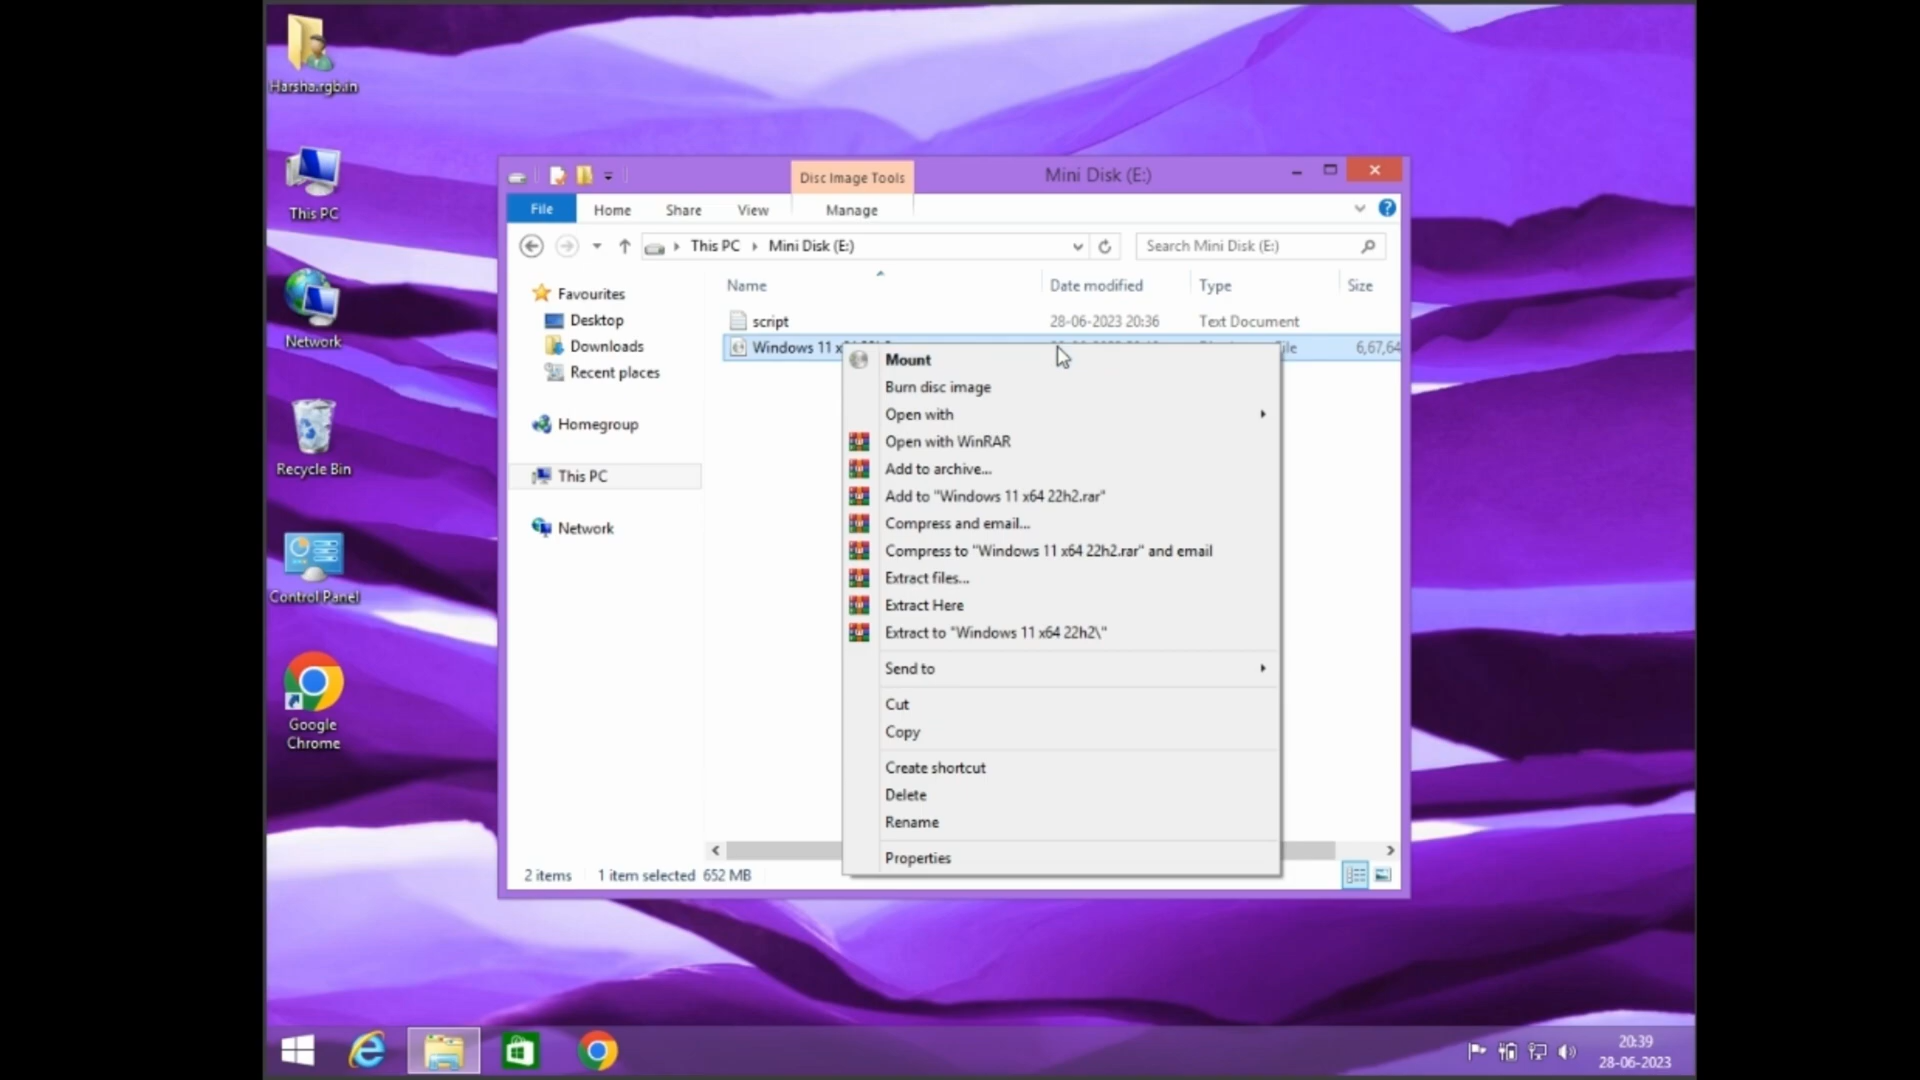 Harsha.rgb.in
This PC
Network
Recycle Bin
Control Panel
Google
Chrome
Disc Image Tools
Mini Disk (E:)
File
Home
Share
View
Manage
This PC
Mini Disk (E:)
Search Mini Disk (E:)
Name
Date modified
Type
Size
Favourites
Desktop
Downloads
Recent places
Homegroup
This PC
Network
script
28-06-2023 20:36
Text Document
Windows 11
6,67,64
Mount
Burn disc image
Open with
Open with WinRAR
Add to archive...
Add to "Windows 11 x64 22h2.rar"
Compress and email...
Compress to "Windows 11 x64 22h2.rar" and email
Extract files...
Extract Here
Extract to "Windows 11 x64 22h2\"
Send to
Cut
Copy
Create shortcut
Delete
Rename
Properties
2 items
1 item selected 652 MB
20:39
28-06-2023